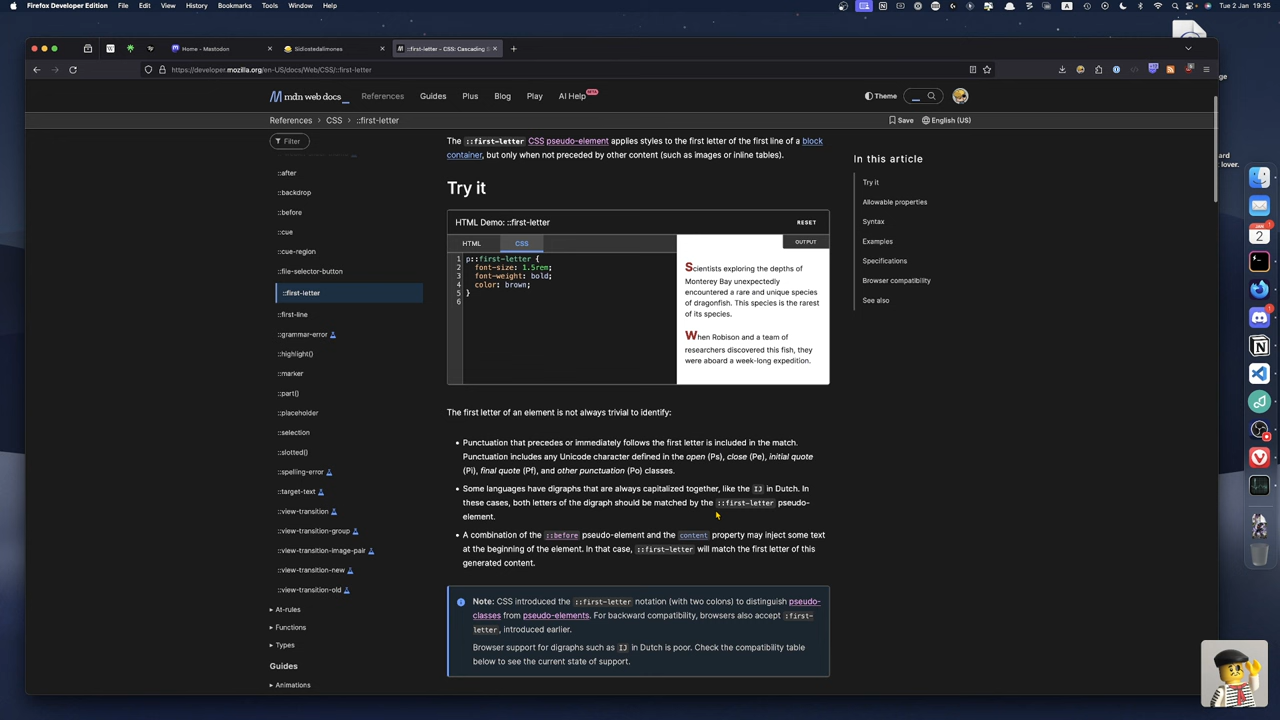 Firefox Developer Edition File Edit View History Bookmarks Tools Window Help
A Tue 2 Jan 19:35
Home - Mastodon
Sidiostedalimones
::first-letter - CSS: Cascading S
https://developer.mozilla.org/en-US/docs/Web/CSS/::first-letter
mdn web docs_ References Guides Plus Blog Play AI Help BETA
Theme
References CSS ::first-letter
Save English (US)
Filter
::after
::backdrop
::before
::cue
::cue-region
::file-selector-button
::first-letter
::first-line
::grammar-error
::highlight()
::marker
::part()
::placeholder
::selection
::slotted()
::spelling-error
::target-text
::view-transition
::view-transition-group
::view-transition-image-pair
::view-transition-new
::view-transition-old
At-rules
Functions
Types
Guides
Animations
The ::first-letter CSS pseudo-element applies styles to the first letter of the first line of a block
container, but only when not preceded by other content (such as images or inline tables).
Try it
HTML Demo: ::first-letter
RESET
HTML CSS
OUTPUT
1 p::first-letter {
2 font-size: 1.5rem;
3 font-weight: bold;
4 color: brown;
5 }
6
Scientists exploring the depths of
Monterey Bay unexpectedly
encountered a rare and unique species
of dragonfish. This species is the rarest
of its species.
When Robison and a team of
researchers discovered this fish, they
were aboard a week-long expedition.
The first letter of an element is not always trivial to identify:
• Punctuation that precedes or immediately follows the first letter is included in the match.
Punctuation includes any Unicode character defined in the open (Ps), close (Pe), initial quote
(Pi), final quote (Pf), and other punctuation (Po) classes.
• Some languages have digraphs that are always capitalized together, like the IJ in Dutch. In
these cases, both letters of the digraph should be matched by the ::first-letter pseudo-
element.
• A combination of the ::before pseudo-element and the content property may inject some text
at the beginning of the element. In that case, ::first-letter will match the first letter of this
generated content.
Note: CSS introduced the ::first-letter notation (with two colons) to distinguish pseudo-
classes from pseudo-elements. For backward compatibility, browsers also accept :first-
letter, introduced earlier.
Browser support for digraphs such as IJ in Dutch is poor. Check the compatibility table
below to see the current state of support.
In this article
Try it
Allowable properties
Syntax
Examples
Specifications
Browser compatibility
See also
JAN
2
lover.